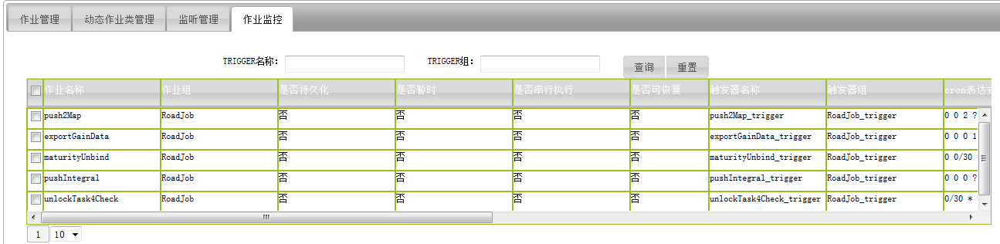 作业管理 动态作业类管理 监听管理 作业监控
TRIGGER名称: TRIGGER组: 查询 重置
作业名称 作业组 是否持久化 是否暂时 是否串行执行 是否可恢复 触发器名称 触发器组 cron表达式
push2Map RoadJob 否 否 否 否 push2Map_trigger RoadJob_trigger 0 0 2 ?
exportGainData RoadJob 否 否 否 否 exportGainData_trigger RoadJob_trigger 0 0 0 1
maturityUnbind RoadJob 否 否 否 否 maturityUnbind_trigger RoadJob_trigger 0 0/30
pushIntegral RoadJob 否 否 否 否 pushIntegral_trigger RoadJob_trigger 0 0 0 ?
unlockTask4Check RoadJob 否 否 否 否 unlockTask4Check_trigger RoadJob_trigger 0/30 *
1 10